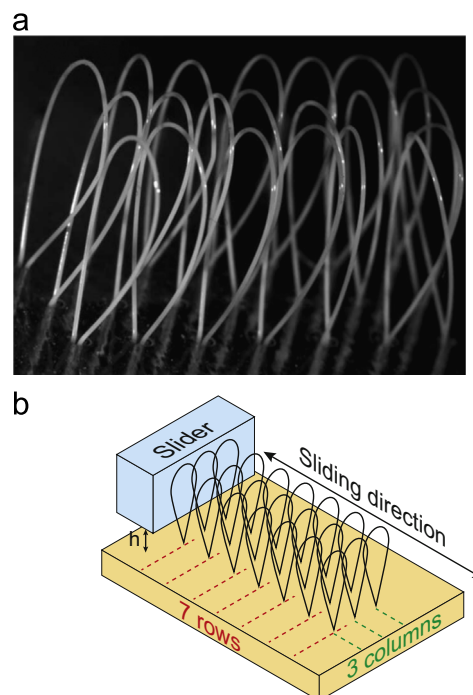 a
b
Slider
Sliding direction
h
7 rows
3 columns